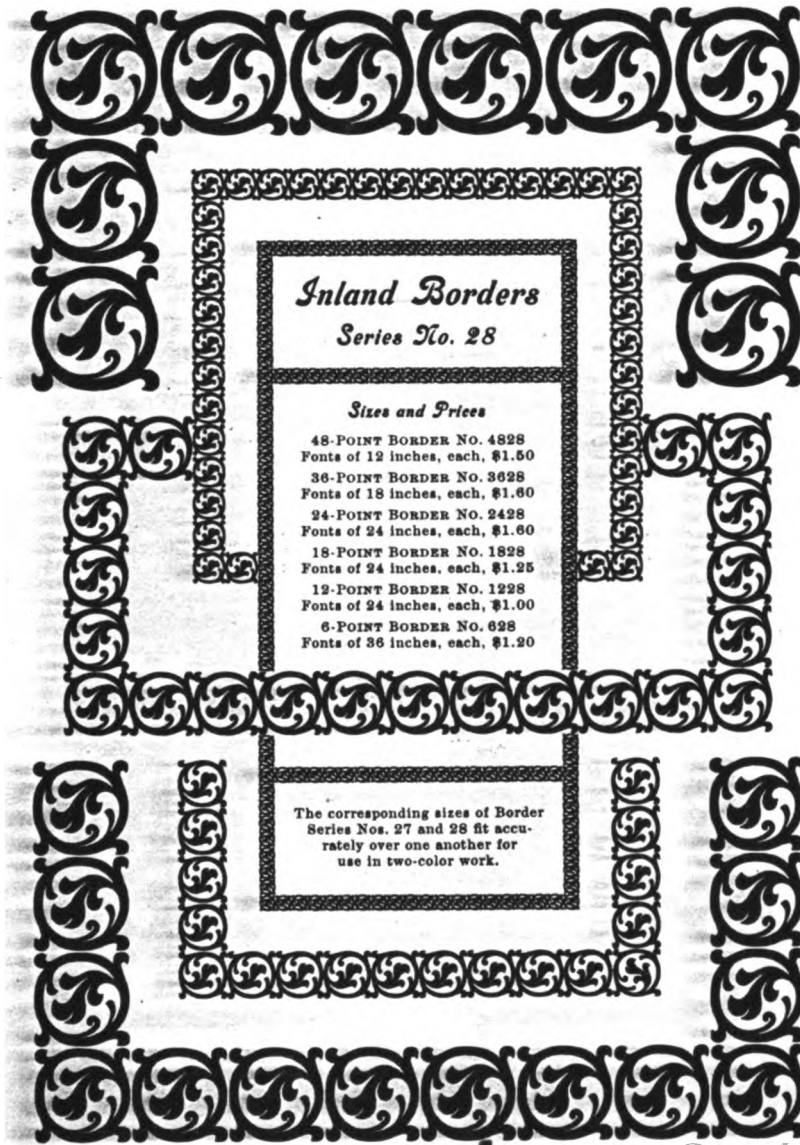 Inland Borders
Series No. 28
Sizes and Prices
48-POINT BORDER NO. 4828
Fonts of 12 inches, each, $1.50
36-POINT BORDER NO. 3628
Fonts of 18 inches, each, $1.60
24-POINT BORDER NO. 2428
Fonts of 24 inches, each, $1.60
18-POINT BORDER NO. 1828
Fonts of 24 inches, each, $1.25
12-POINT BORDER NO. 1228
Fonts of 24 inches, each, $1.00
6-POINT BORDER NO. 628
Fonts of 36 inches, each, $1.20
The corresponding sizes of Border
Series Nos. 27 and 28 fit accu-
rately over one another for
use in two-color work.